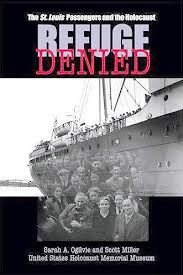 The St. Louis Passengers and the Holocaust
REFUGE
DENIED
Sarah A. Ogilvie and Scott Miller
United States Holocaust Memorial Museum